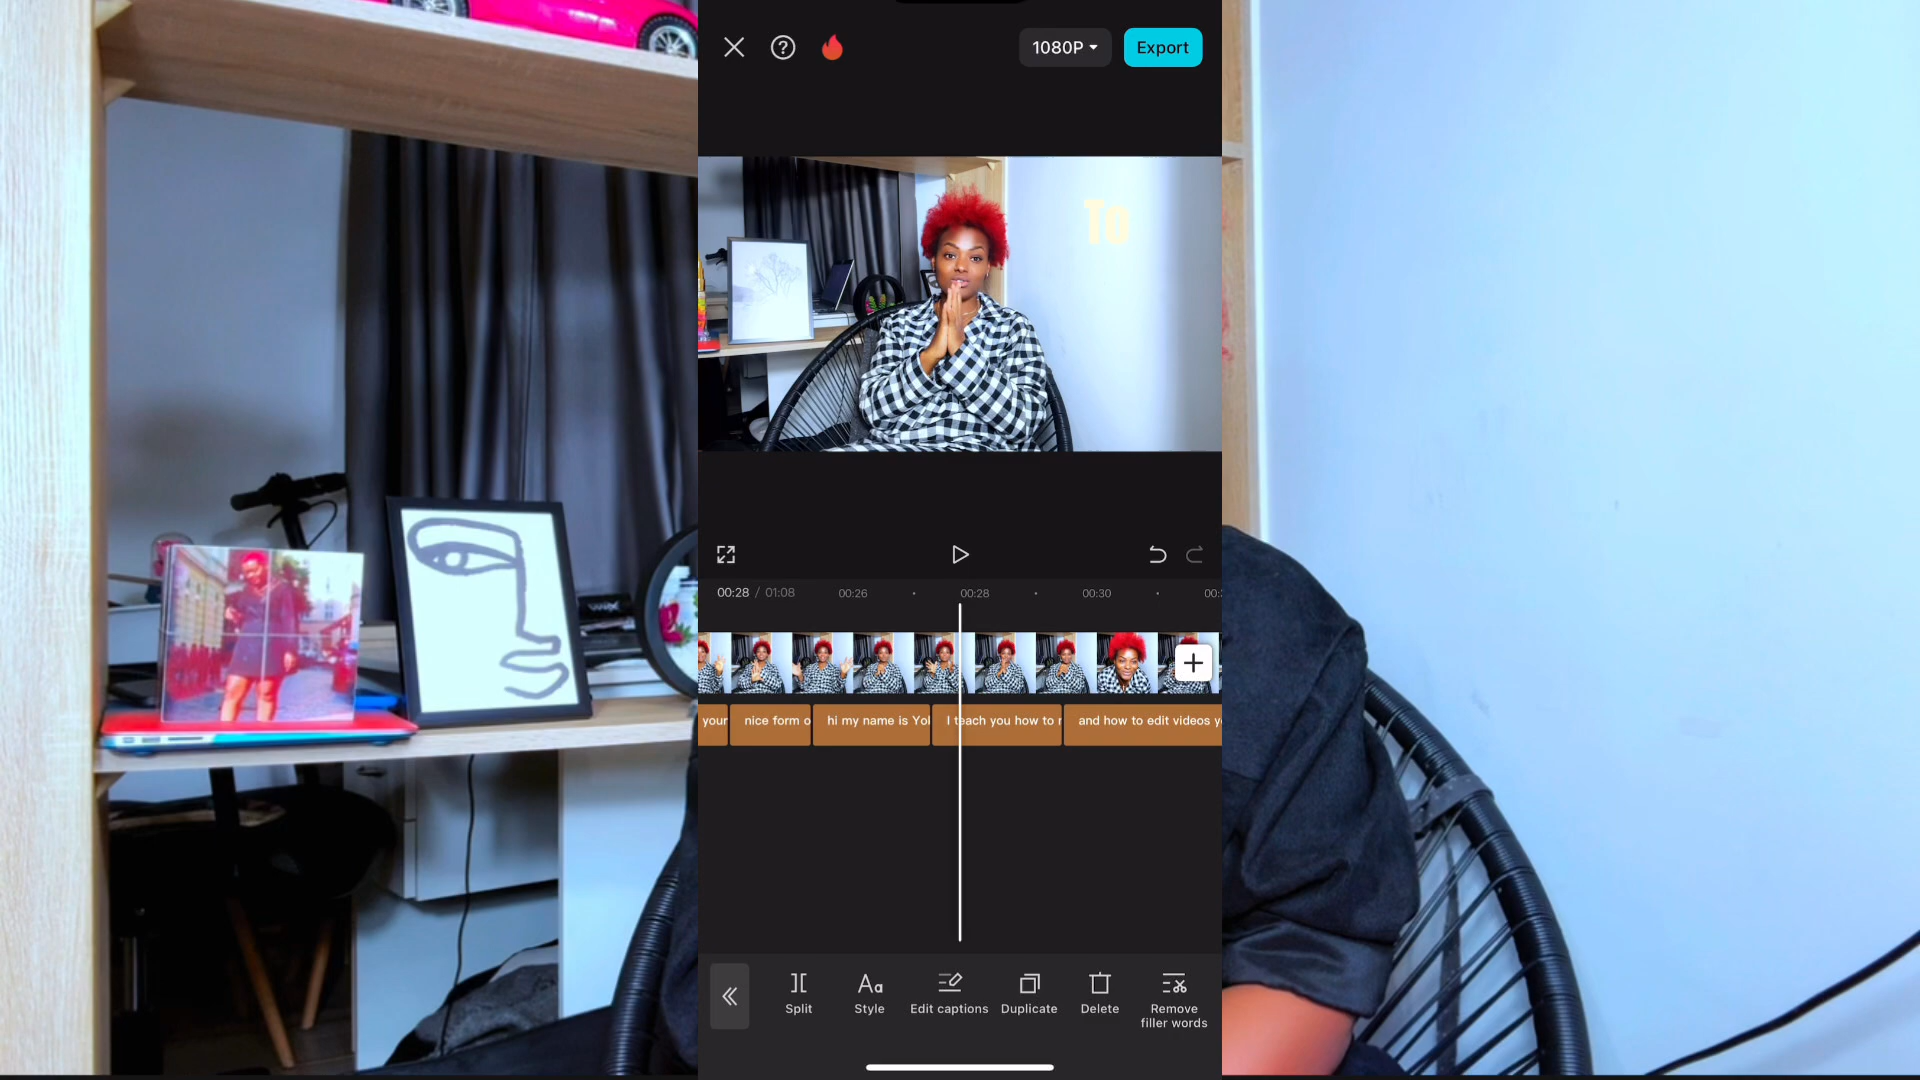 1080P
Export
To
00:28 / 01:08
00:26
00:28
00:30
your
nice form o
hi my name is Yol
I teach you how to
and how to edit videos y
Split
Style
Edit captions
Duplicate
Delete
Remove
filler words